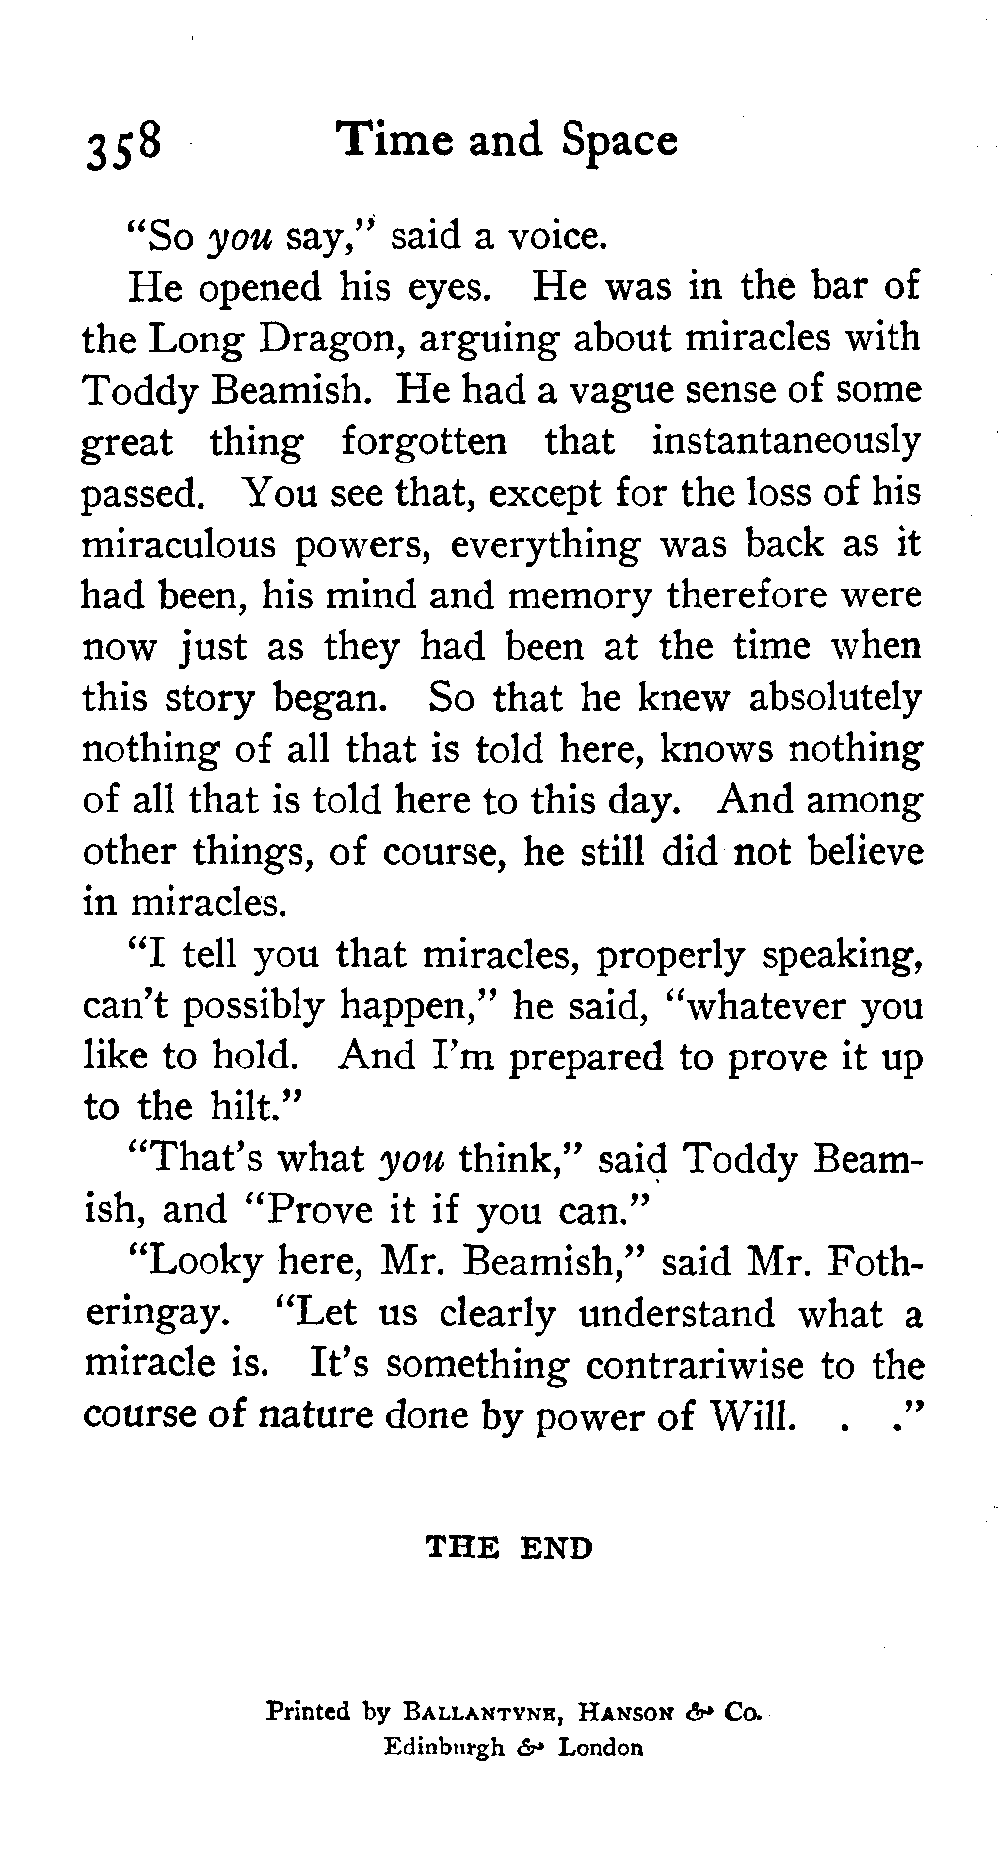 358 Time and Space
“So you say,” said a voice.
He opened his eyes. He was in the bar of
the Long Dragon, arguing about miracles with
Toddy Beamish. He had a vague sense of some
great thing forgotten that instantaneously
passed. You see that, except for the loss of his
miraculous powers, everything was back as it
had been, his mind and memory therefore were
now just as they had been at the time when
this story began. So that he knew absolutely
nothing of all that is told here, knows nothing
of all that is told here to this day. And among
other things, of course, he still did not believe
in miracles.
“I tell you that miracles, properly speaking,
can’t possibly happen,” he said, “whatever you
like to hold. And I’m prepared to prove it up
to the hilt.”
“That’s what you think,” said Toddy Beam-
ish, and “Prove it if you can.”
“Looky here, Mr. Beamish,” said Mr. Foth-
eringay. “Let us clearly understand what a
miracle is. It’s something contrariwise to the
course of nature done by power of Will. . .”
THE END
Printed by BALLANTYNE, HANSON & CO.
Edinburgh & London